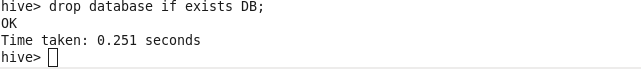 hive> drop database if exists DB;
OK
Time taken: 0.251 seconds
hive>